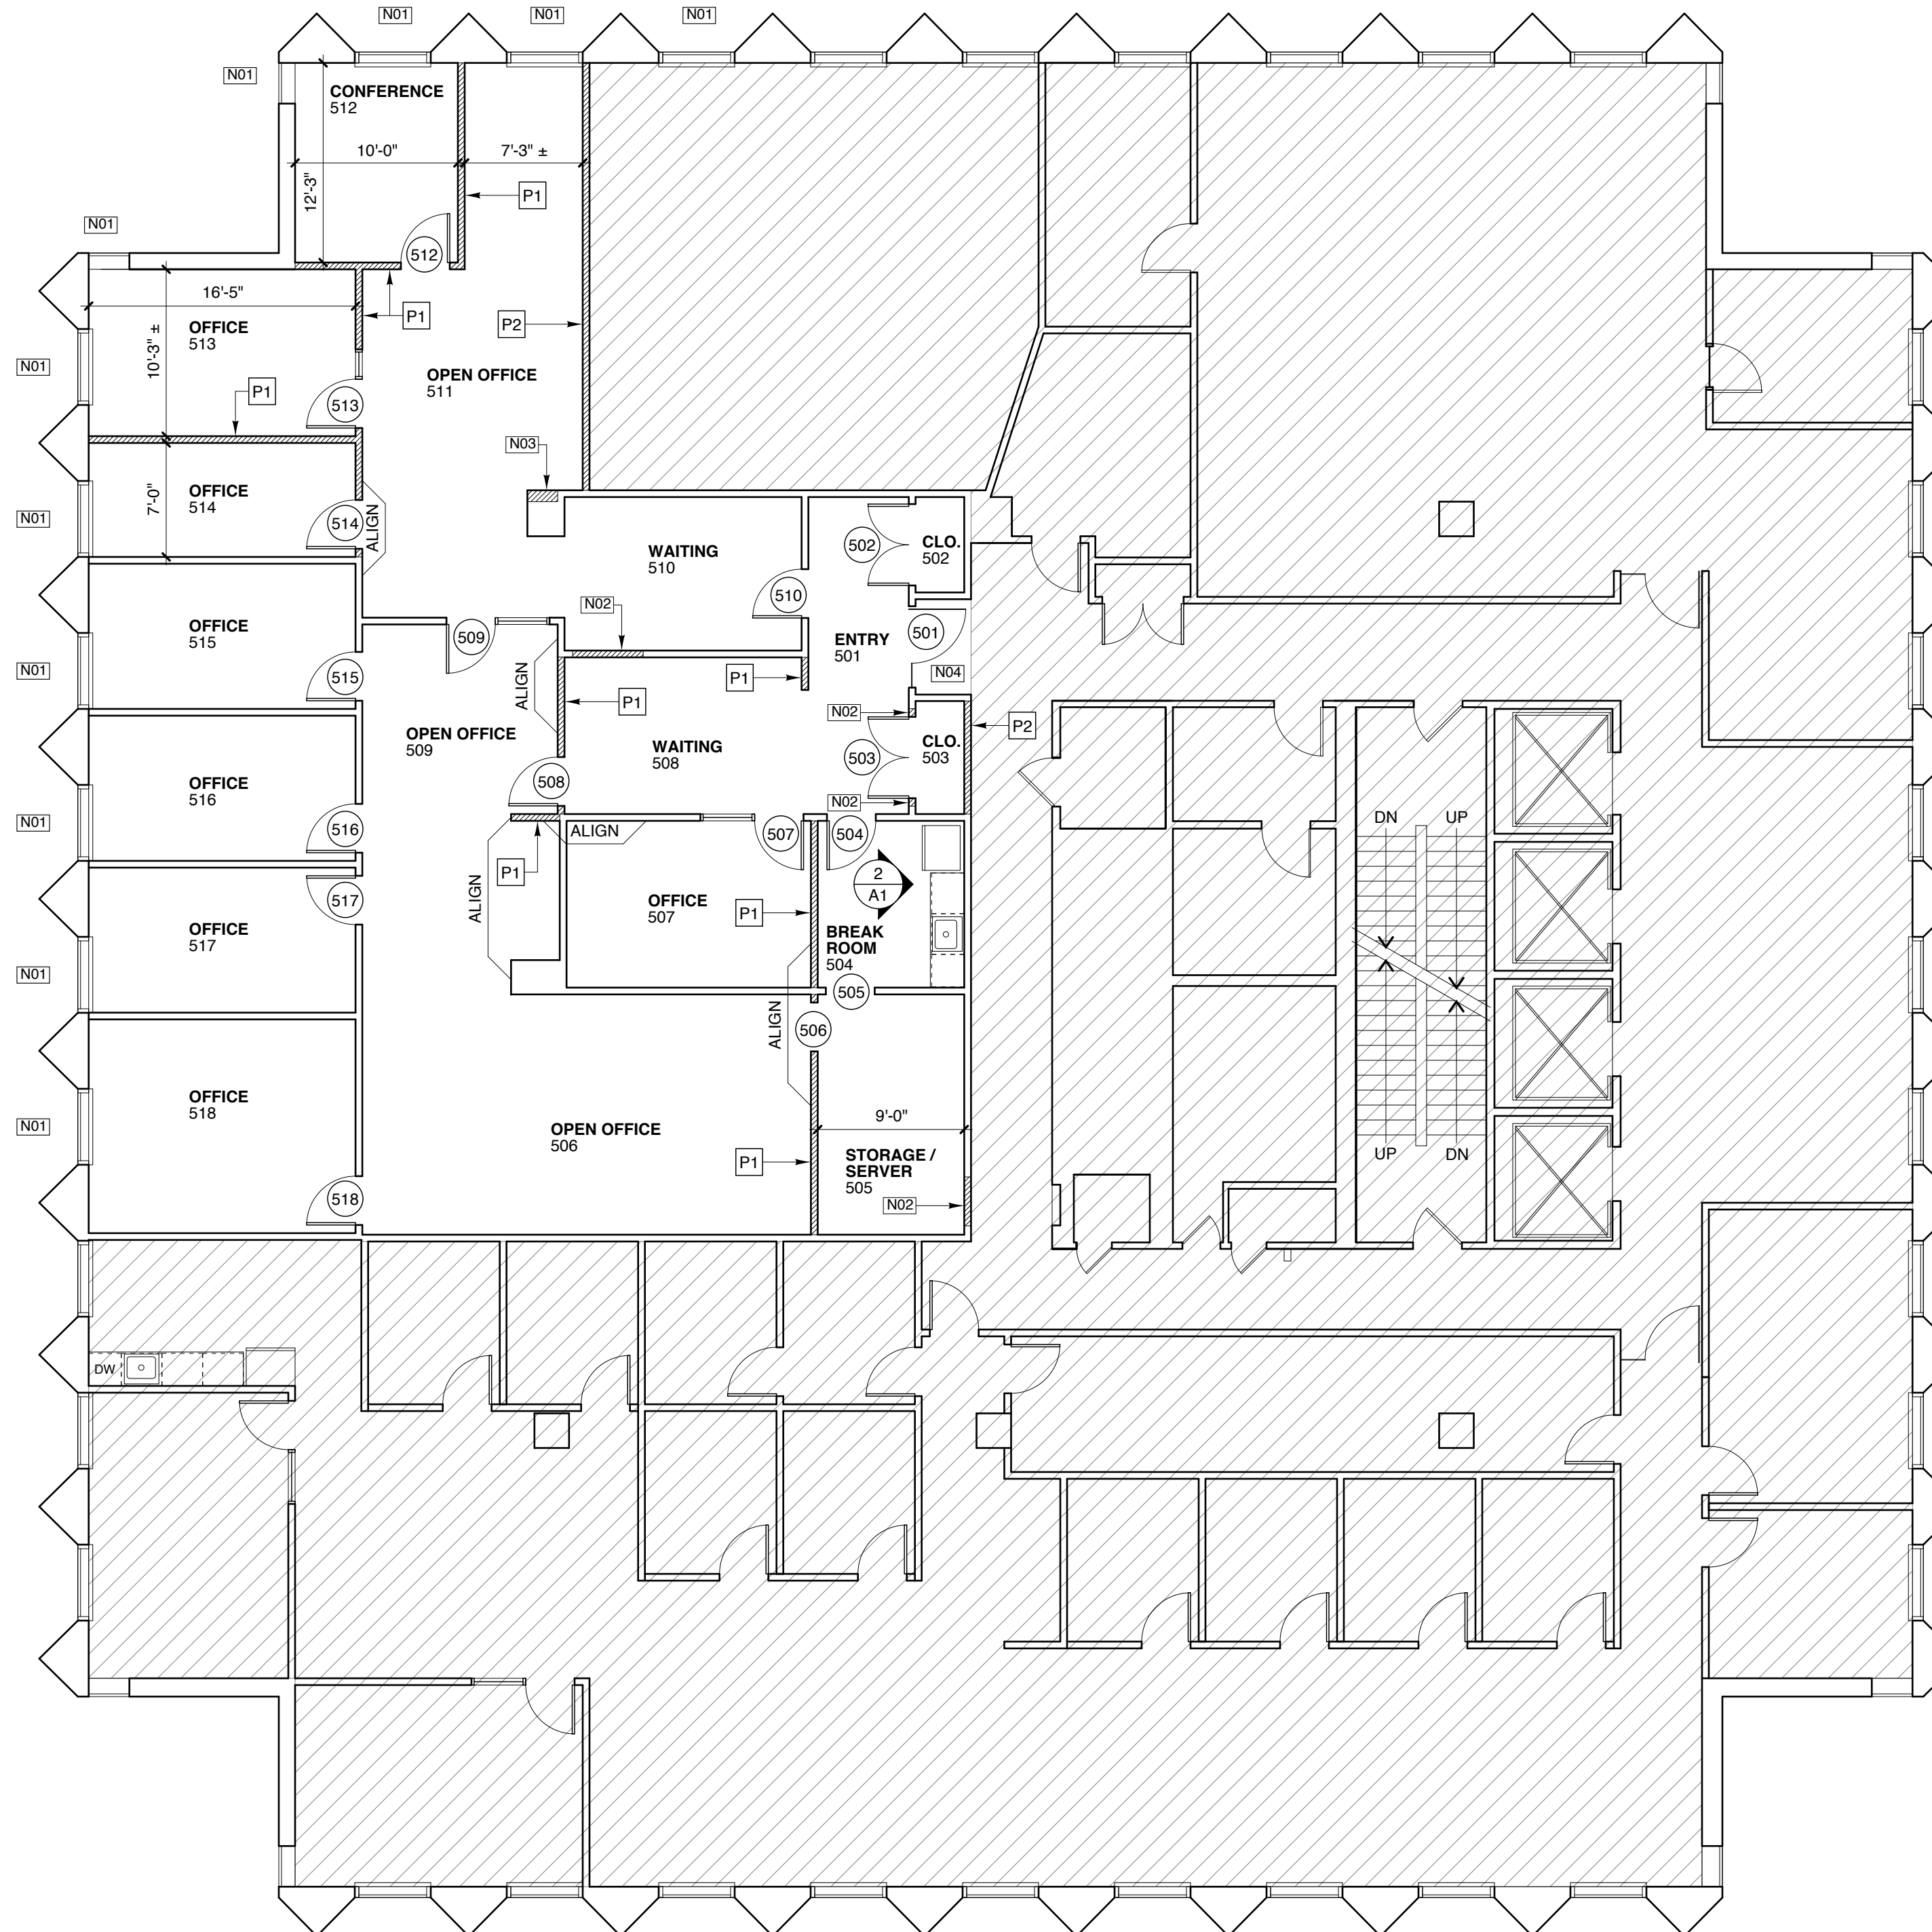 N01
N01
N01
N01
CONFERENCE
512
10'-0"
7'-3" ±
12'-3"
P1
N01
512
16'-5"
P1
P2
OFFICE
513
10'-3" ±
N01
OPEN OFFICE
511
P1
513
N03
OFFICE
514
7'-0"
N01
514
ALIGN
WAITING
510
502
CLO.
502
510
N02
OFFICE
515
509
501
ENTRY
501
N01
515
ALIGN
P1
N04
P1
N02
P2
OPEN OFFICE
509
WAITING
508
CLO.
503
503
508
OFFICE
516
N02
N01
516
ALIGN
507
504
DN
UP
P1
2
A1
ALIGN
517
OFFICE
507
P1
OFFICE
517
BREAK
ROOM
504
N01
505
ALIGN
506
OFFICE
518
9'-0"
N01
OPEN OFFICE
506
P1
STORAGE /
SERVER
505
UP
DN
518
N02
DW